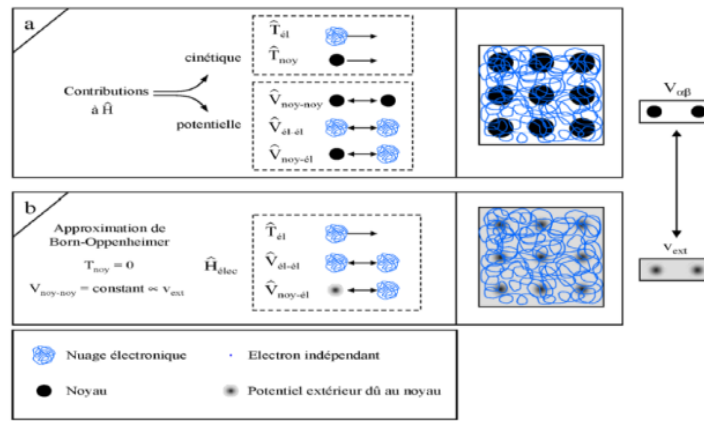 a
cinétique
Contributions
à Ĥ
potentielle
T̂él
T̂noy
V̂noy-noy
V̂él-él
V̂noy-él
Vαβ
b
Approximation de
Born-Oppenheimer
Tnoy = 0
Vnoy-noy = constant ∝ vext
Ĥélec
T̂él
V̂él-él
V̂noy-él
vext
Nuage électronique
Electron indépendant
Noyau
Potentiel extérieur dû au noyau